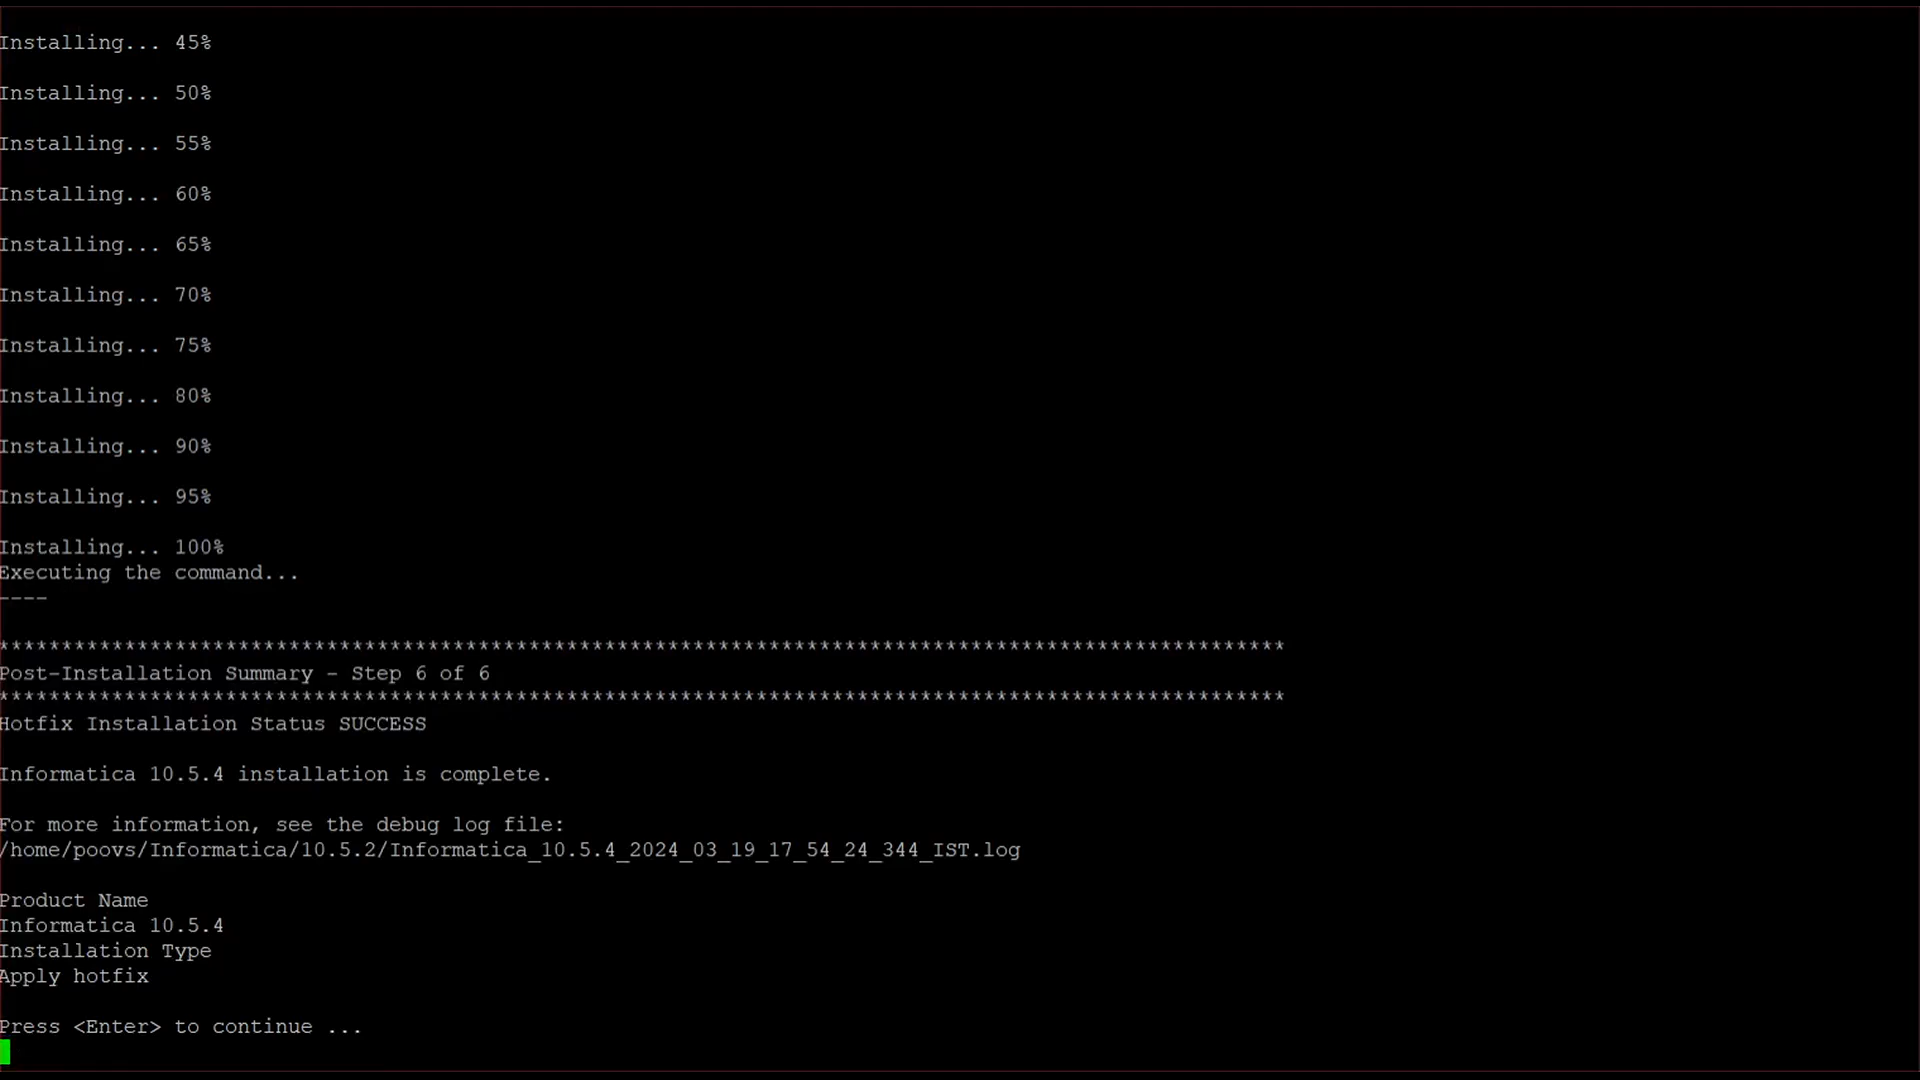 Installing... 45%
Installing... 50%
Installing... 55%
Installing... 60%
Installing... 65%
Installing... 70%
Installing... 75%
Installing... 80%
Installing... 90%
Installing... 95%
Installing... 100%
Executing the command...
----
*******************************************************************************************************
Post-Installation Summary - Step 6 of 6
*******************************************************************************************************
Hotfix Installation Status SUCCESS
Informatica 10.5.4 installation is complete.
For more information, see the debug log file:
/home/poovs/Informatica/10.5.2/Informatica_10.5.4_2024_03_19_17_54_24_344_IST.log
Product Name
Informatica 10.5.4
Installation Type
Apply hotfix
Press <Enter> to continue ...